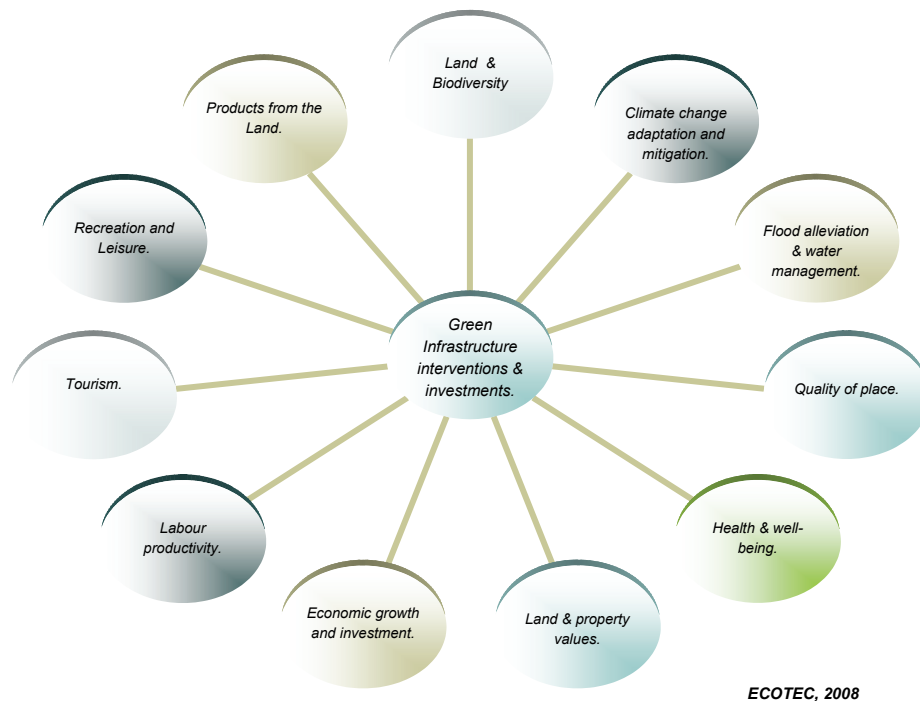 Land &
Biodiversity
Climate change
adaptation and
mitigation.
Flood alleviation
& water
management.
Quality of place.
Health & well-
being.
Land & property
values.
Economic growth
and investment.
Labour
productivity.
Tourism.
Recreation and
Leisure.
Products from the
Land.
Green
Infrastructure
interventions &
investments.
ECOTEC, 2008